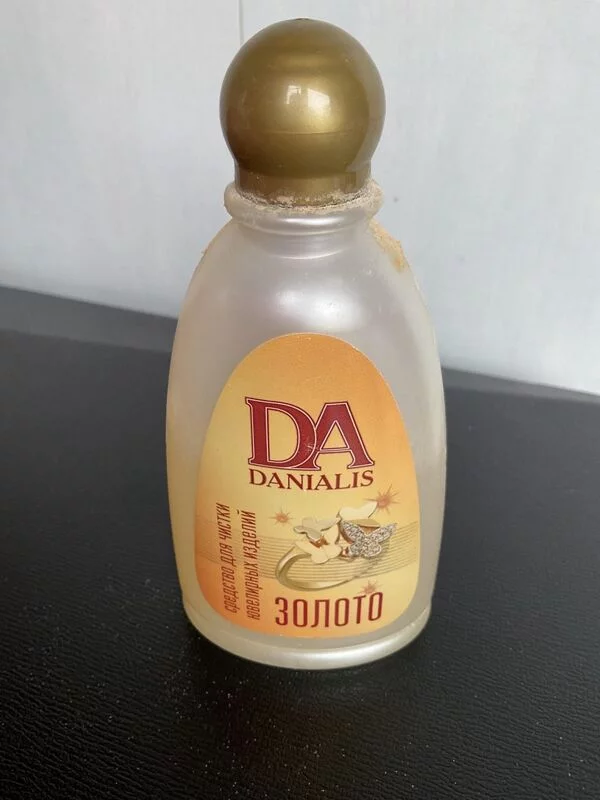 DA
DANIALIS
средство для чистки
ювелирных изделий
ЗОЛОТО